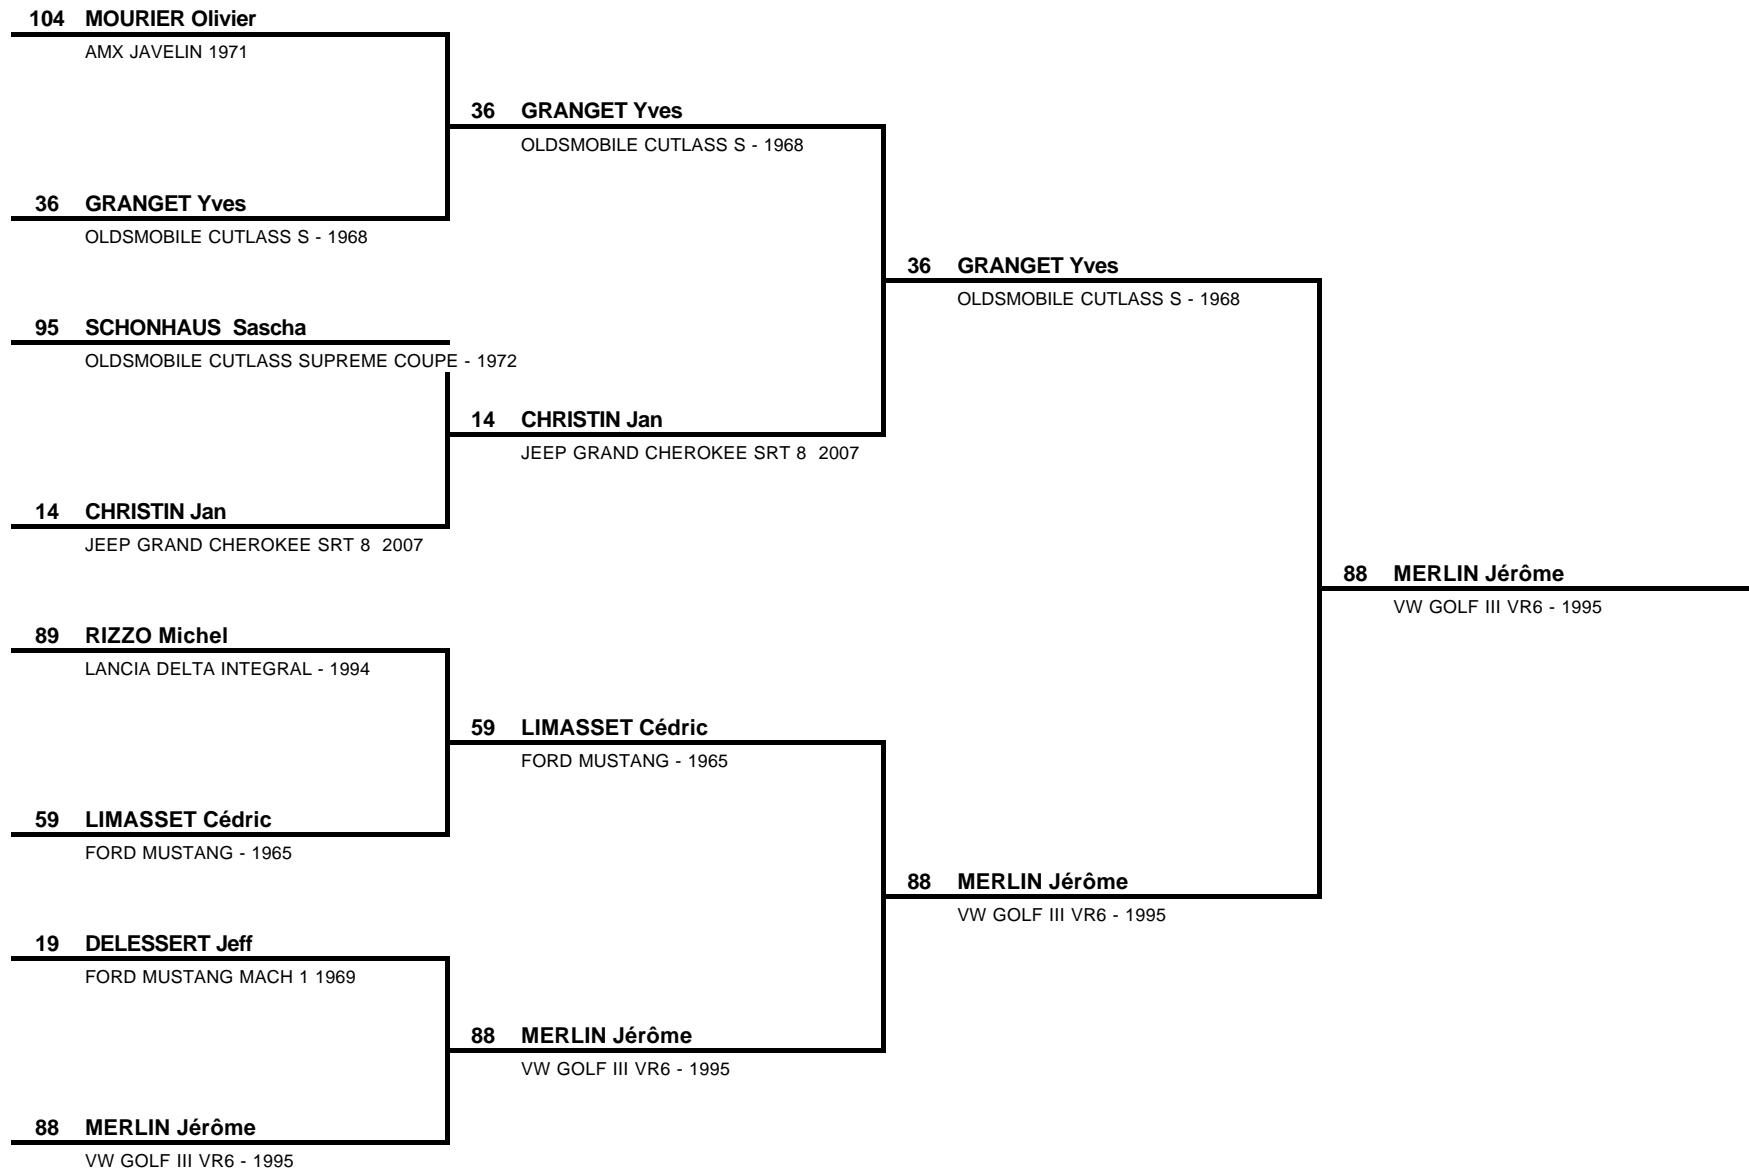 104 MOURIER Olivier
AMX JAVELIN 1971
36 GRANGET Yves
OLDSMOBILE CUTLASS S - 1968
36 GRANGET Yves
OLDSMOBILE CUTLASS S - 1968
36 GRANGET Yves
OLDSMOBILE CUTLASS S - 1968
95 SCHONHAUS  Sascha
OLDSMOBILE CUTLASS SUPREME COUPE - 1972
14 CHRISTIN Jan
JEEP GRAND CHEROKEE SRT 8  2007
14 CHRISTIN Jan
JEEP GRAND CHEROKEE SRT 8  2007
88 MERLIN Jérôme
VW GOLF III VR6 - 1995
89 RIZZO Michel
LANCIA DELTA INTEGRAL - 1994
59 LIMASSET Cédric
FORD MUSTANG - 1965
59 LIMASSET Cédric
FORD MUSTANG - 1965
88 MERLIN Jérôme
VW GOLF III VR6 - 1995
19 DELESSERT Jeff
FORD MUSTANG MACH 1 1969
88 MERLIN Jérôme
VW GOLF III VR6 - 1995
88 MERLIN Jérôme
VW GOLF III VR6 - 1995